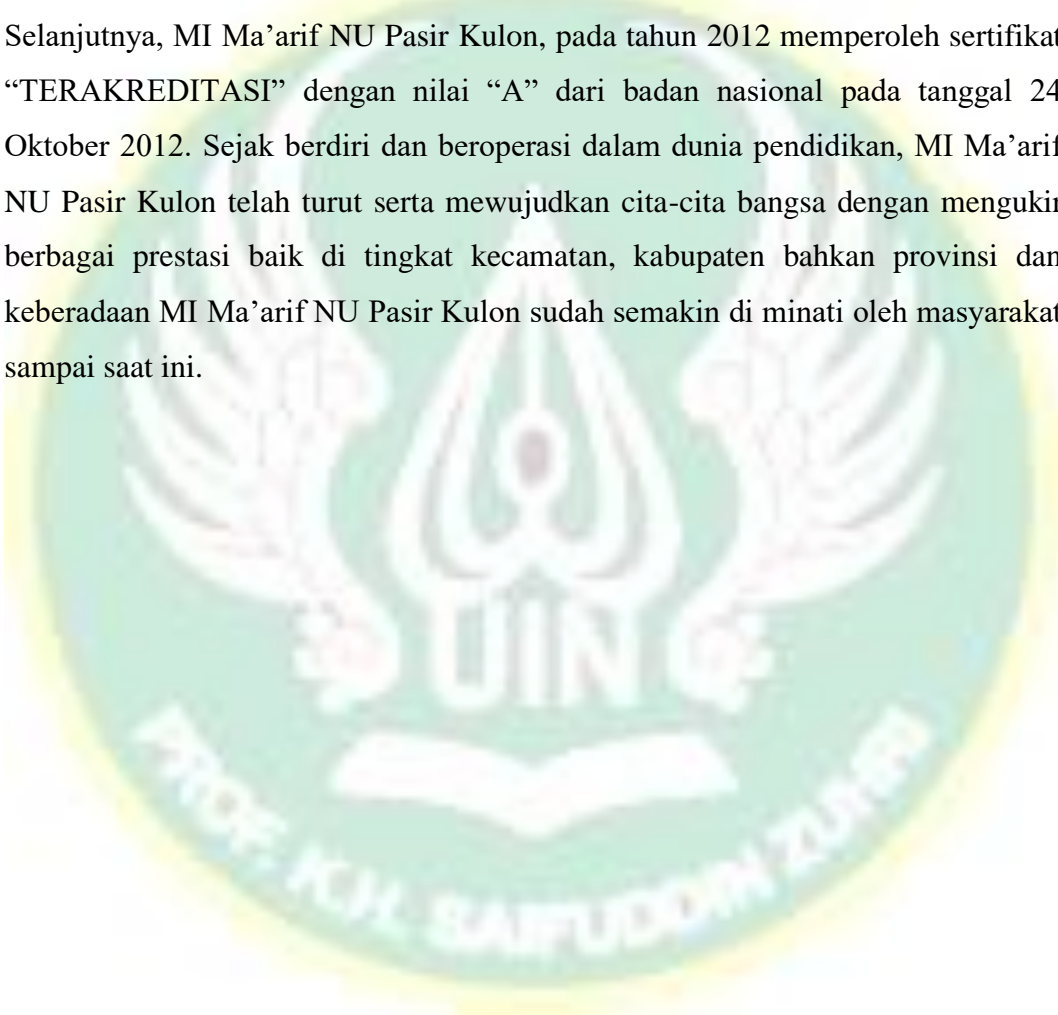 Selanjutnya, MI Ma’arif NU Pasir Kulon, pada tahun 2012 memperoleh sertifikat
“TERAKREDITASI” dengan nilai “A” dari badan nasional pada tanggal 24
Oktober 2012. Sejak berdiri dan beroperasi dalam dunia pendidikan, MI Ma’arif
NU Pasir Kulon telah turut serta mewujudkan cita-cita bangsa dengan mengukir
berbagai prestasi baik di tingkat kecamatan, kabupaten bahkan provinsi dan
keberadaan MI Ma’arif NU Pasir Kulon sudah semakin di minati oleh masyarakat
sampai saat ini.
UIN
PROF. K.H. SAIFUDDIN ZUHRI